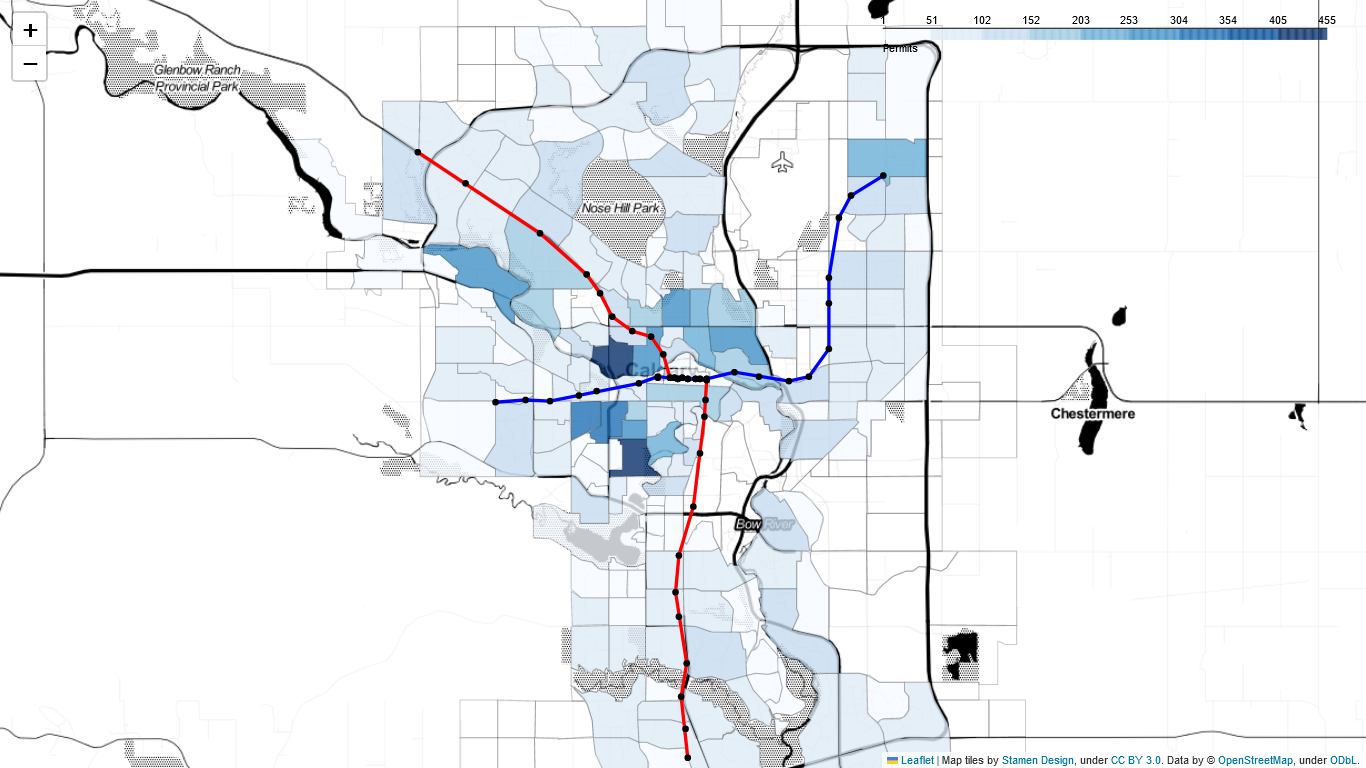 +
−
51 102 152 203 253 304 354 405 455
Permits
Glenbow Ranch
Provincial Park
Nose Hill Park
Calgary
Chestermere
Bow River
Leaflet | Map tiles by Stamen Design, under CC BY 3.0. Data by © OpenStreetMap, under ODbL.